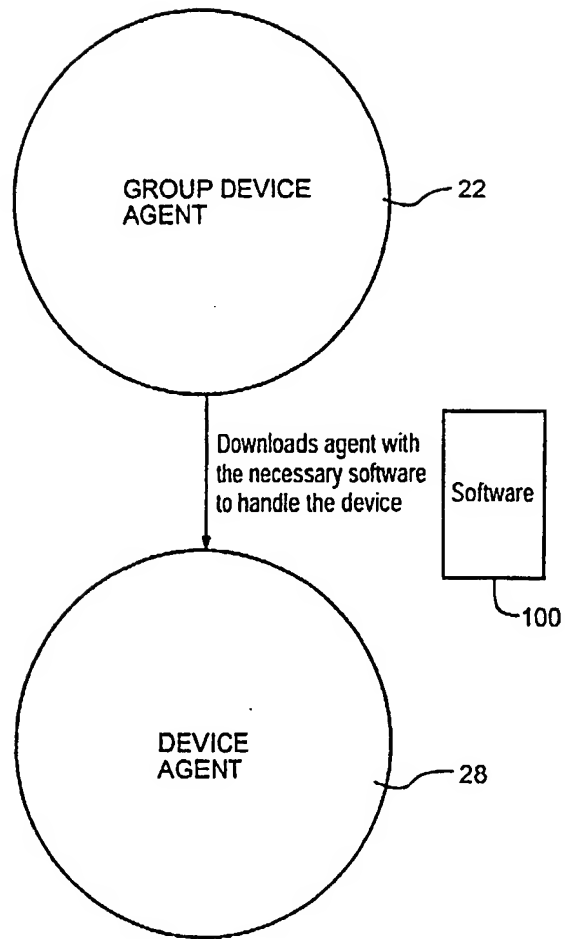 GROUP DEVICE
AGENT
22
Downloads agent with
the necessary software
to handle the device
Software
100
DEVICE
AGENT
28